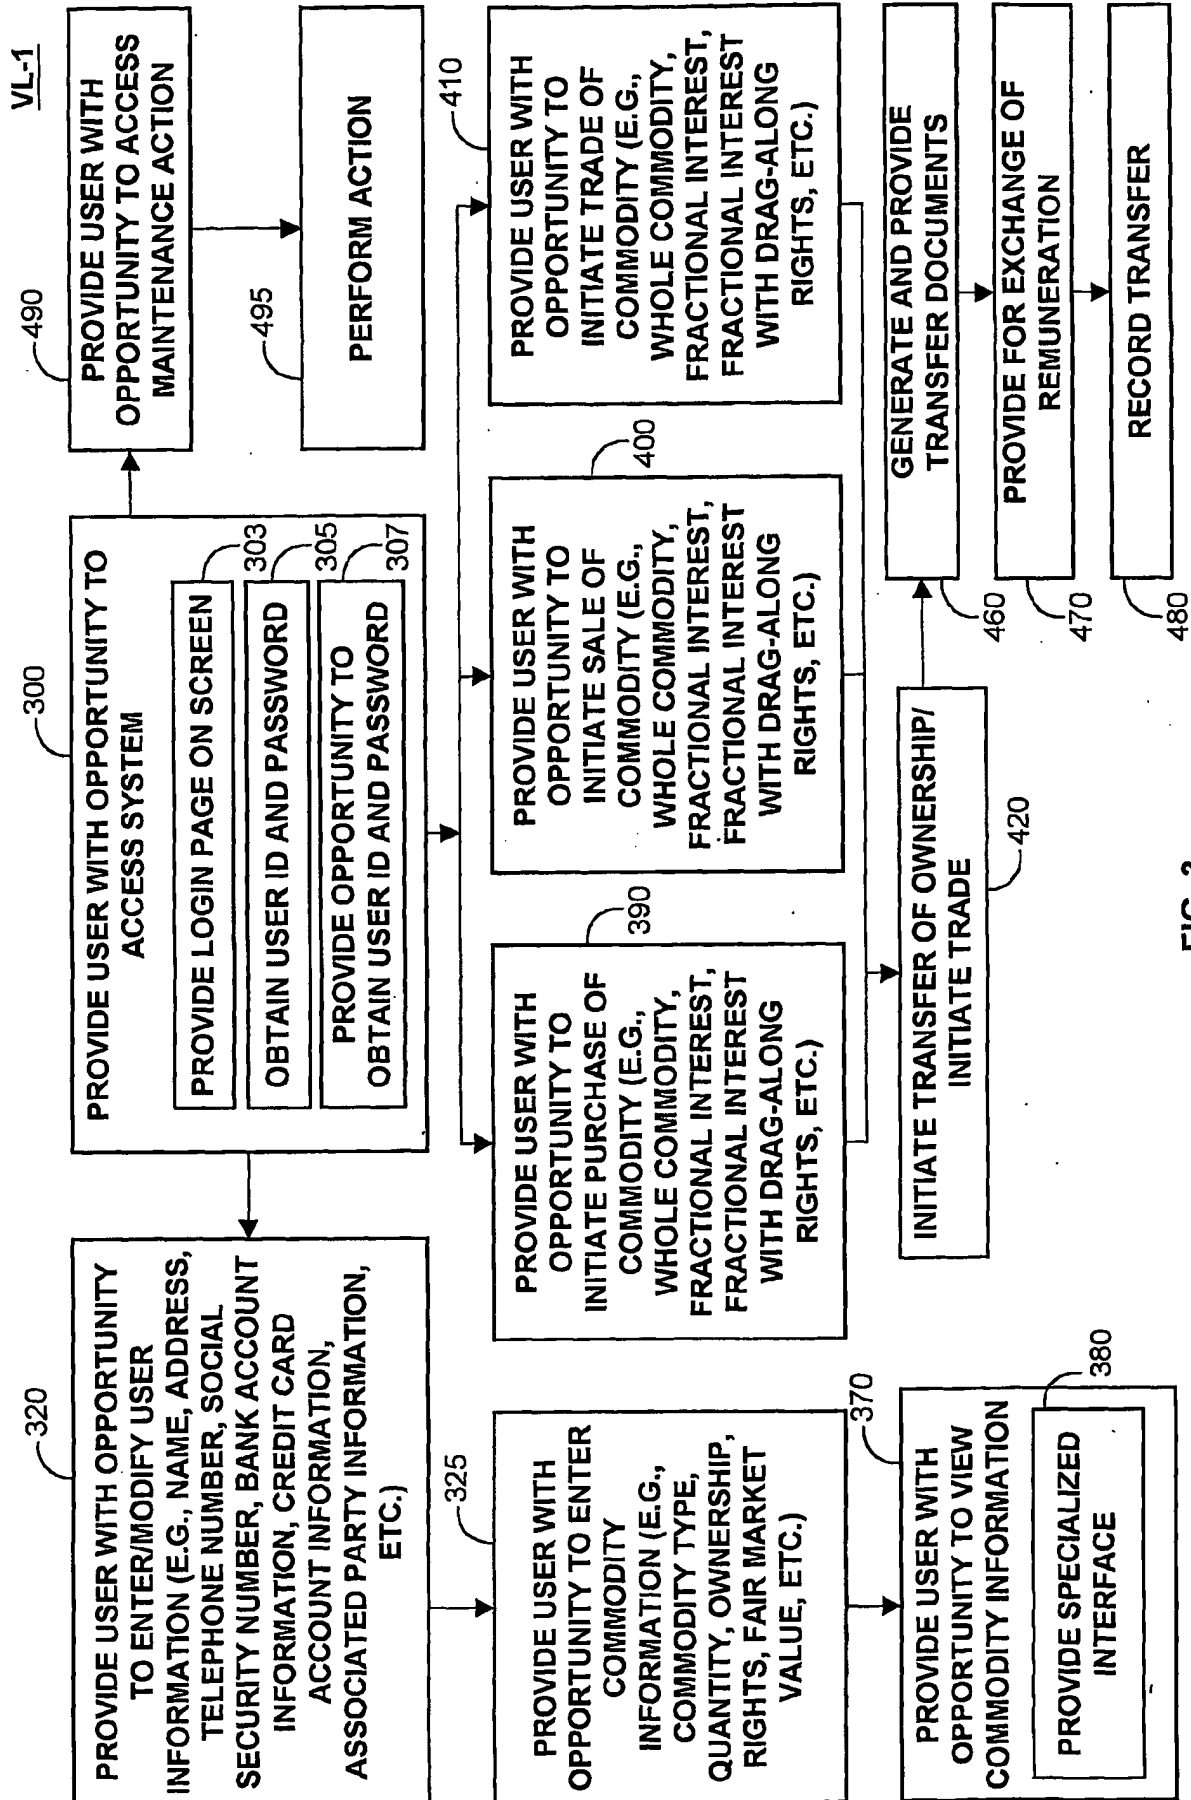 VL-1
320
PROVIDE USER WITH OPPORTUNITY
TO ENTER/MODIFY USER
INFORMATION (E.G., NAME, ADDRESS,
TELEPHONE NUMBER, SOCIAL
SECURITY NUMBER, BANK ACCOUNT
INFORMATION, CREDIT CARD
ACCOUNT INFORMATION,
ASSOCIATED PARTY INFORMATION,
ETC.)
300
PROVIDE USER WITH OPPORTUNITY TO
ACCESS SYSTEM
PROVIDE LOGIN PAGE ON SCREEN
303
OBTAIN USER ID AND PASSWORD
305
PROVIDE OPPORTUNITY TO
OBTAIN USER ID AND PASSWORD
307
490
PROVIDE USER WITH
OPPORTUNITY TO ACCESS
MAINTENANCE ACTION
495
PERFORM ACTION
325
PROVIDE USER WITH
OPPORTUNITY TO ENTER
COMMODITY
INFORMATION (E.G.,
COMMODITY TYPE,
QUANTITY, OWNERSHIP,
RIGHTS, FAIR MARKET
VALUE, ETC.)
390
PROVIDE USER WITH
OPPORTUNITY TO
INITIATE PURCHASE OF
COMMODITY (E.G.,
WHOLE COMMODITY,
FRACTIONAL INTEREST,
FRACTIONAL INTEREST
WITH DRAG-ALONG
RIGHTS, ETC.)
400
PROVIDE USER WITH
OPPORTUNITY TO
INITIATE SALE OF
COMMODITY (E.G.,
WHOLE COMMODITY,
FRACTIONAL INTEREST,
FRACTIONAL INTEREST
WITH DRAG-ALONG
RIGHTS, ETC.)
410
PROVIDE USER WITH
OPPORTUNITY TO
INITIATE TRADE OF
COMMODITY (E.G.,
WHOLE COMMODITY,
FRACTIONAL INTEREST,
FRACTIONAL INTEREST
WITH DRAG-ALONG
RIGHTS, ETC.)
370
PROVIDE USER WITH
OPPORTUNITY TO VIEW
COMMODITY INFORMATION
380
PROVIDE SPECIALIZED
INTERFACE
INITIATE TRANSFER OF OWNERSHIP/
INITIATE TRADE
420
GENERATE AND PROVIDE
TRANSFER DOCUMENTS
460
PROVIDE FOR EXCHANGE OF
REMUNERATION
470
RECORD TRANSFER
480
FIG.